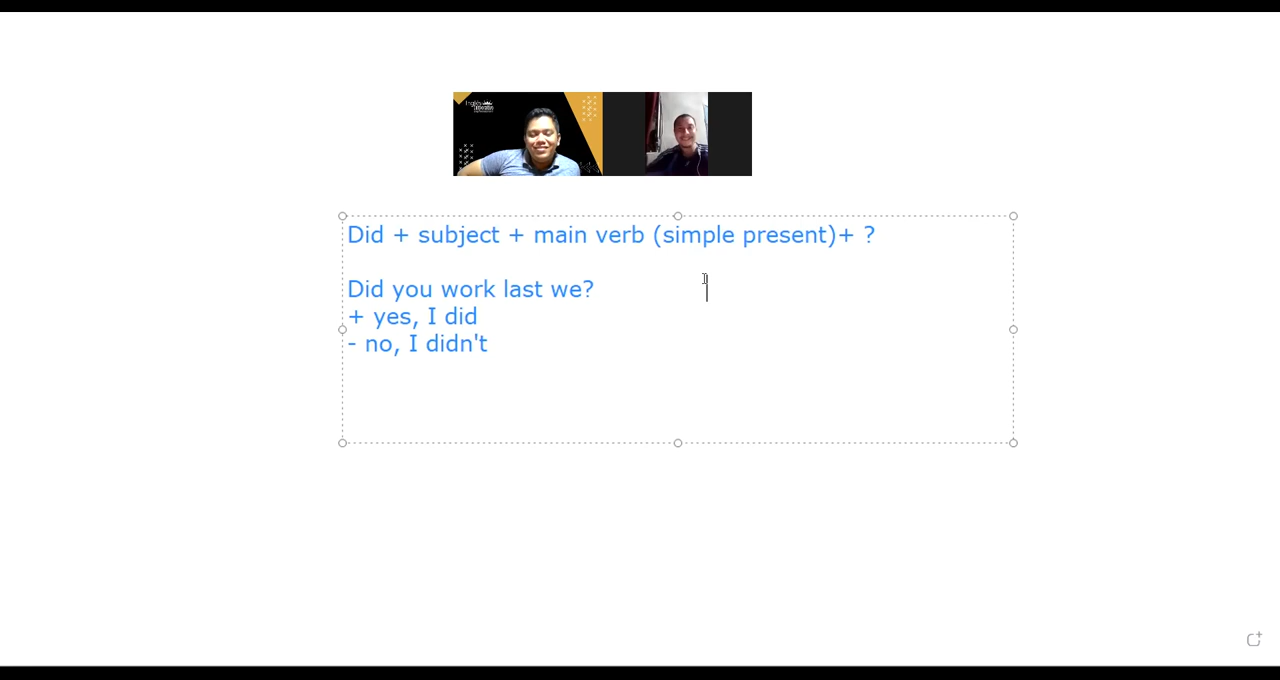 Did + subject + main verb (simple present)+ ?
Did you work last we?
+ yes, I did
- no, I didn't